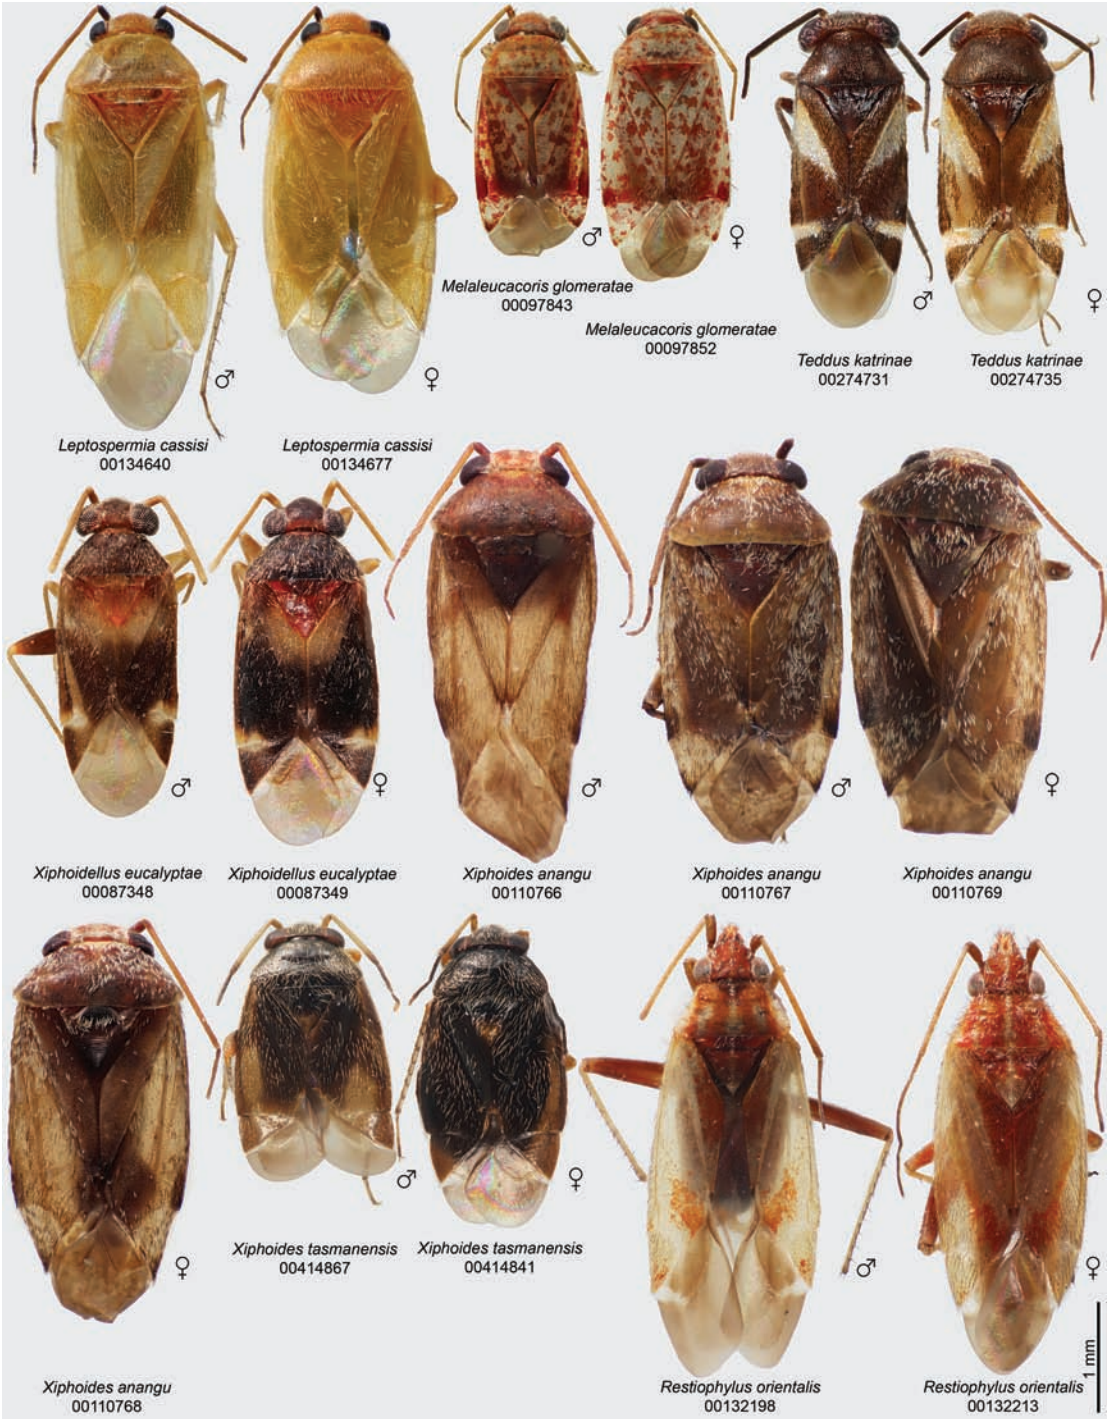 ♂
♀
Melaleucacoris glomeratae
00097843
♂
♀
Melaleucacoris glomeratae
00097852
♂
♀
Teddus katrinae
00274731
Teddus katrinae
00274735
♂
♀
Leptospermia cassisi
00134640
Leptospermia cassisi
00134677
♂
♀
♂
♂
♀
Xiphoidellus eucalyptae
00087348
Xiphoidellus eucalyptae
00087349
Xiphoides anangu
00110766
Xiphoides anangu
00110767
Xiphoides anangu
00110769
♀
♂
♀
Xiphoides tasmanensis
00414867
Xiphoides tasmanensis
00414841
♂
♀
1 mm
Xiphoides anangu
00110768
Restiophylus orientalis
00132198
Restiophylus orientalis
00132213